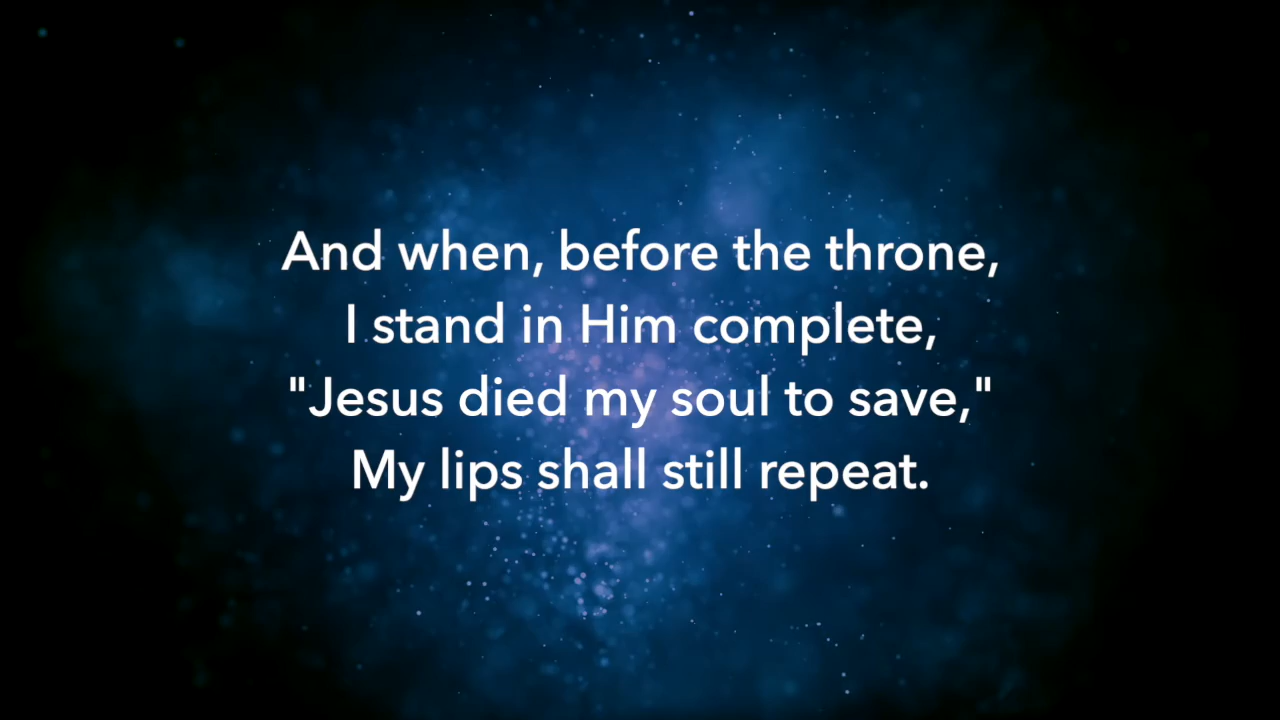 And when, before the throne,
I stand in Him complete,
"Jesus died my soul to save,"
My lips shall still repeat.